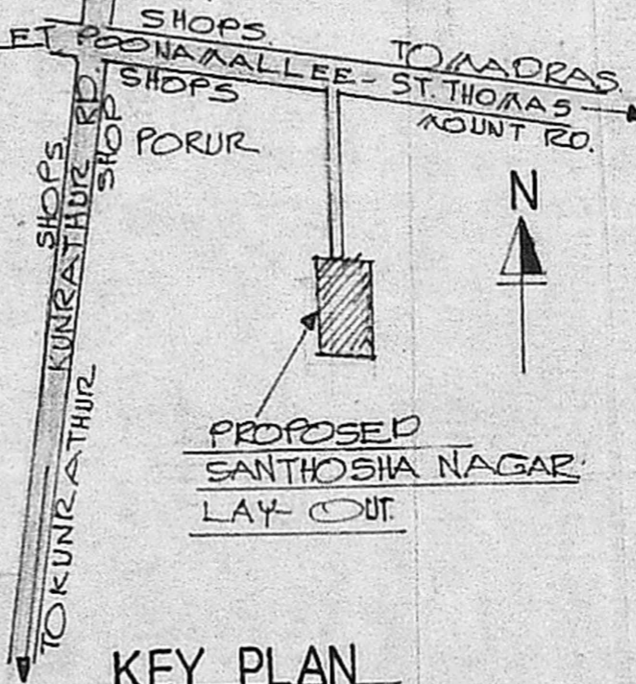 SHOPS.
FT POONAMALLEE - ST. THOMAS
MOUNT RD.
TO MADRAS.
SHOPS
SHOP
PORUR
SHOPS.
KUNRATHUR RD
TO KUNRATHUR
N
PROPOSED
SANTHOSHA NAGAR.
LAY OUT.
KEY PLAN